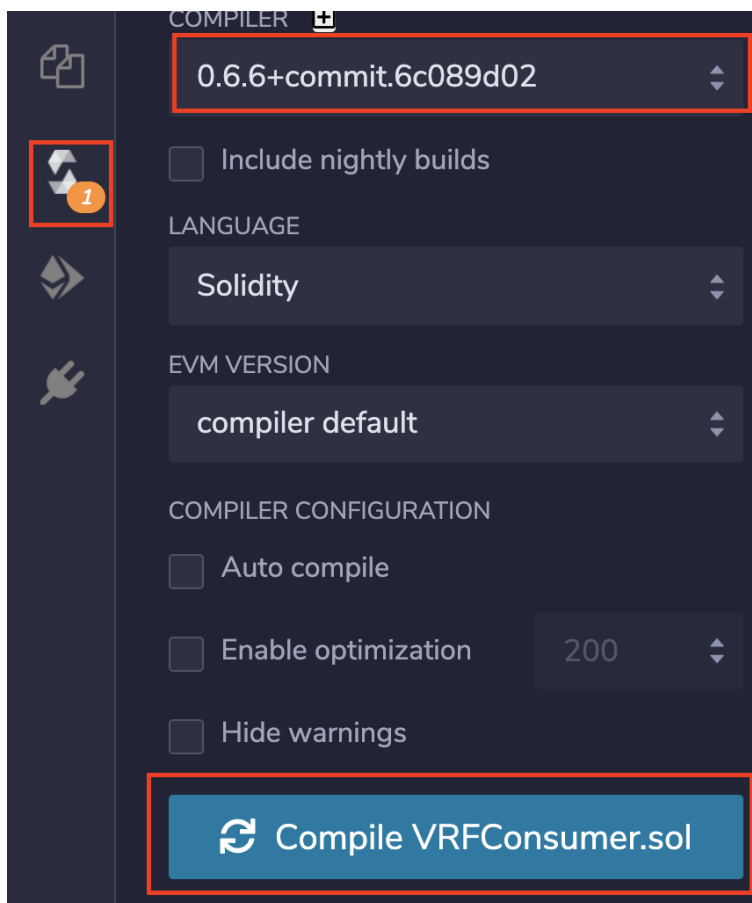 COMPILER +
0.6.6+commit.6c089d02
Include nightly builds
1
LANGUAGE
Solidity
EVM VERSION
compiler default
COMPILER CONFIGURATION
Auto compile
Enable optimization 200
Hide warnings
Compile VRFConsumer.sol